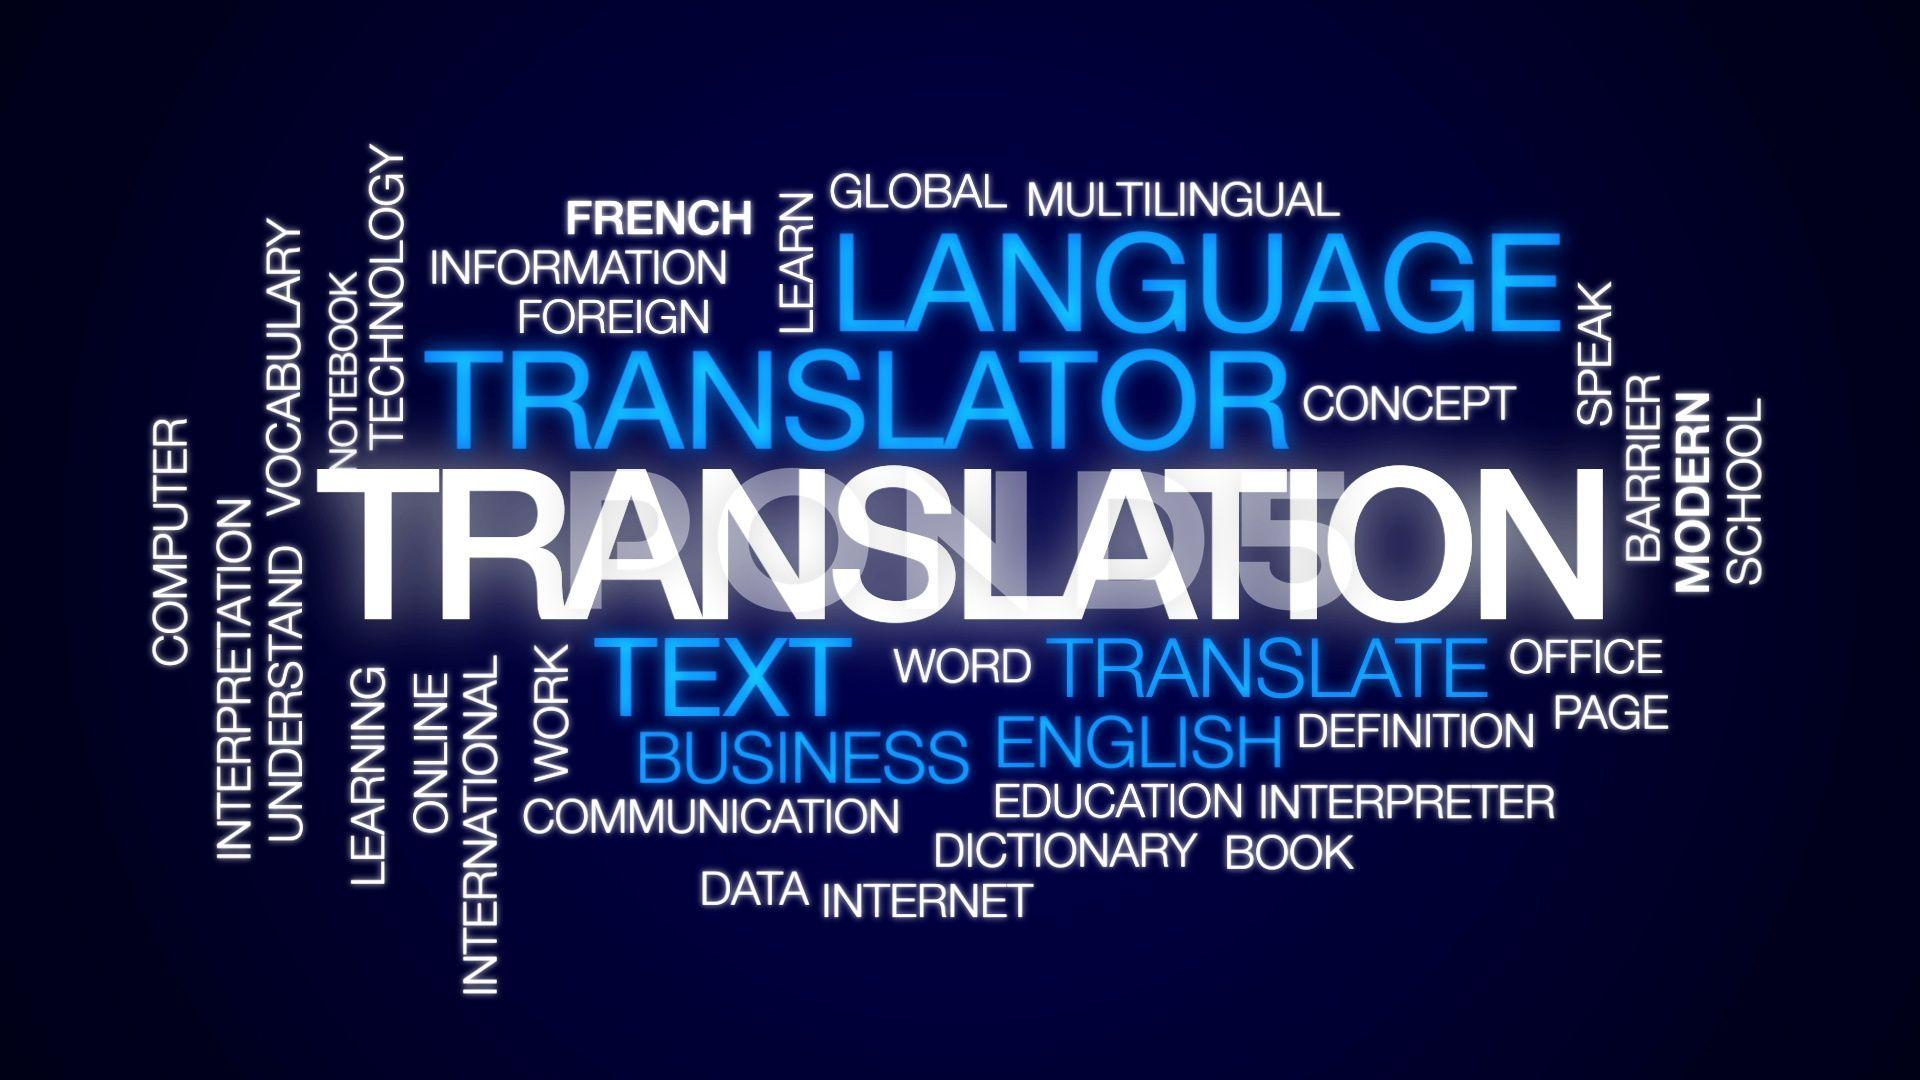 TECHNOLOGY
GLOBAL
MULTILINGUAL
FRENCH
LEARN
VOCABULARY
LANGUAGE
INFORMATION
NOTEBOOK
SPEAK
FOREIGN
TRANSLATOR
CONCEPT
BARRIER
MODERN
SCHOOL
COMPUTER
TRANSLATION
POND5
INTERPRETATION
UNDERSTAND
TEXT
WORD
TRANSLATE
OFFICE
WORK
LEARNING
ONLINE
INTERNATIONAL
PAGE
BUSINESS
ENGLISH
DEFINITION
COMMUNICATION
EDUCATION
INTERPRETER
DICTIONARY
BOOK
DATA
INTERNET